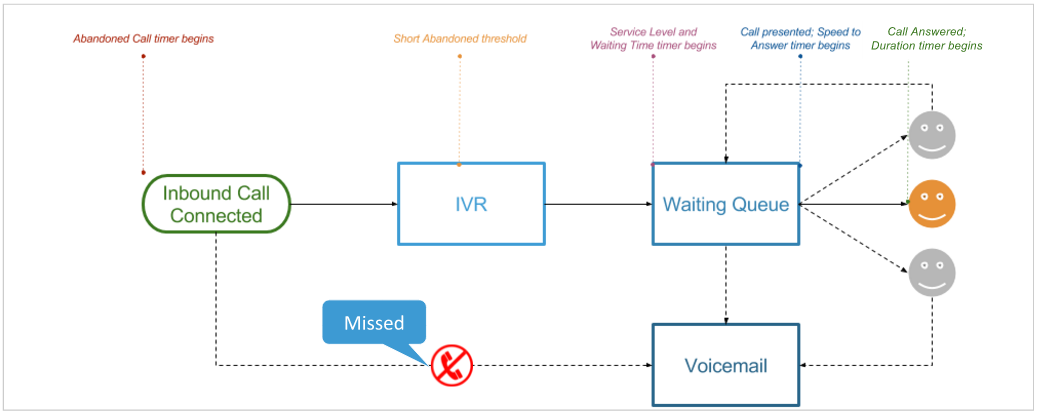 Abandoned Call timer begins
Short Abandoned threshold
Service Level and
Waiting Time timer begins
Call presented; Speed to
Answer timer begins
Call Answered;
Duration timer begins
Inbound Call
Connected
IVR
Waiting Queue
Missed
Voicemail